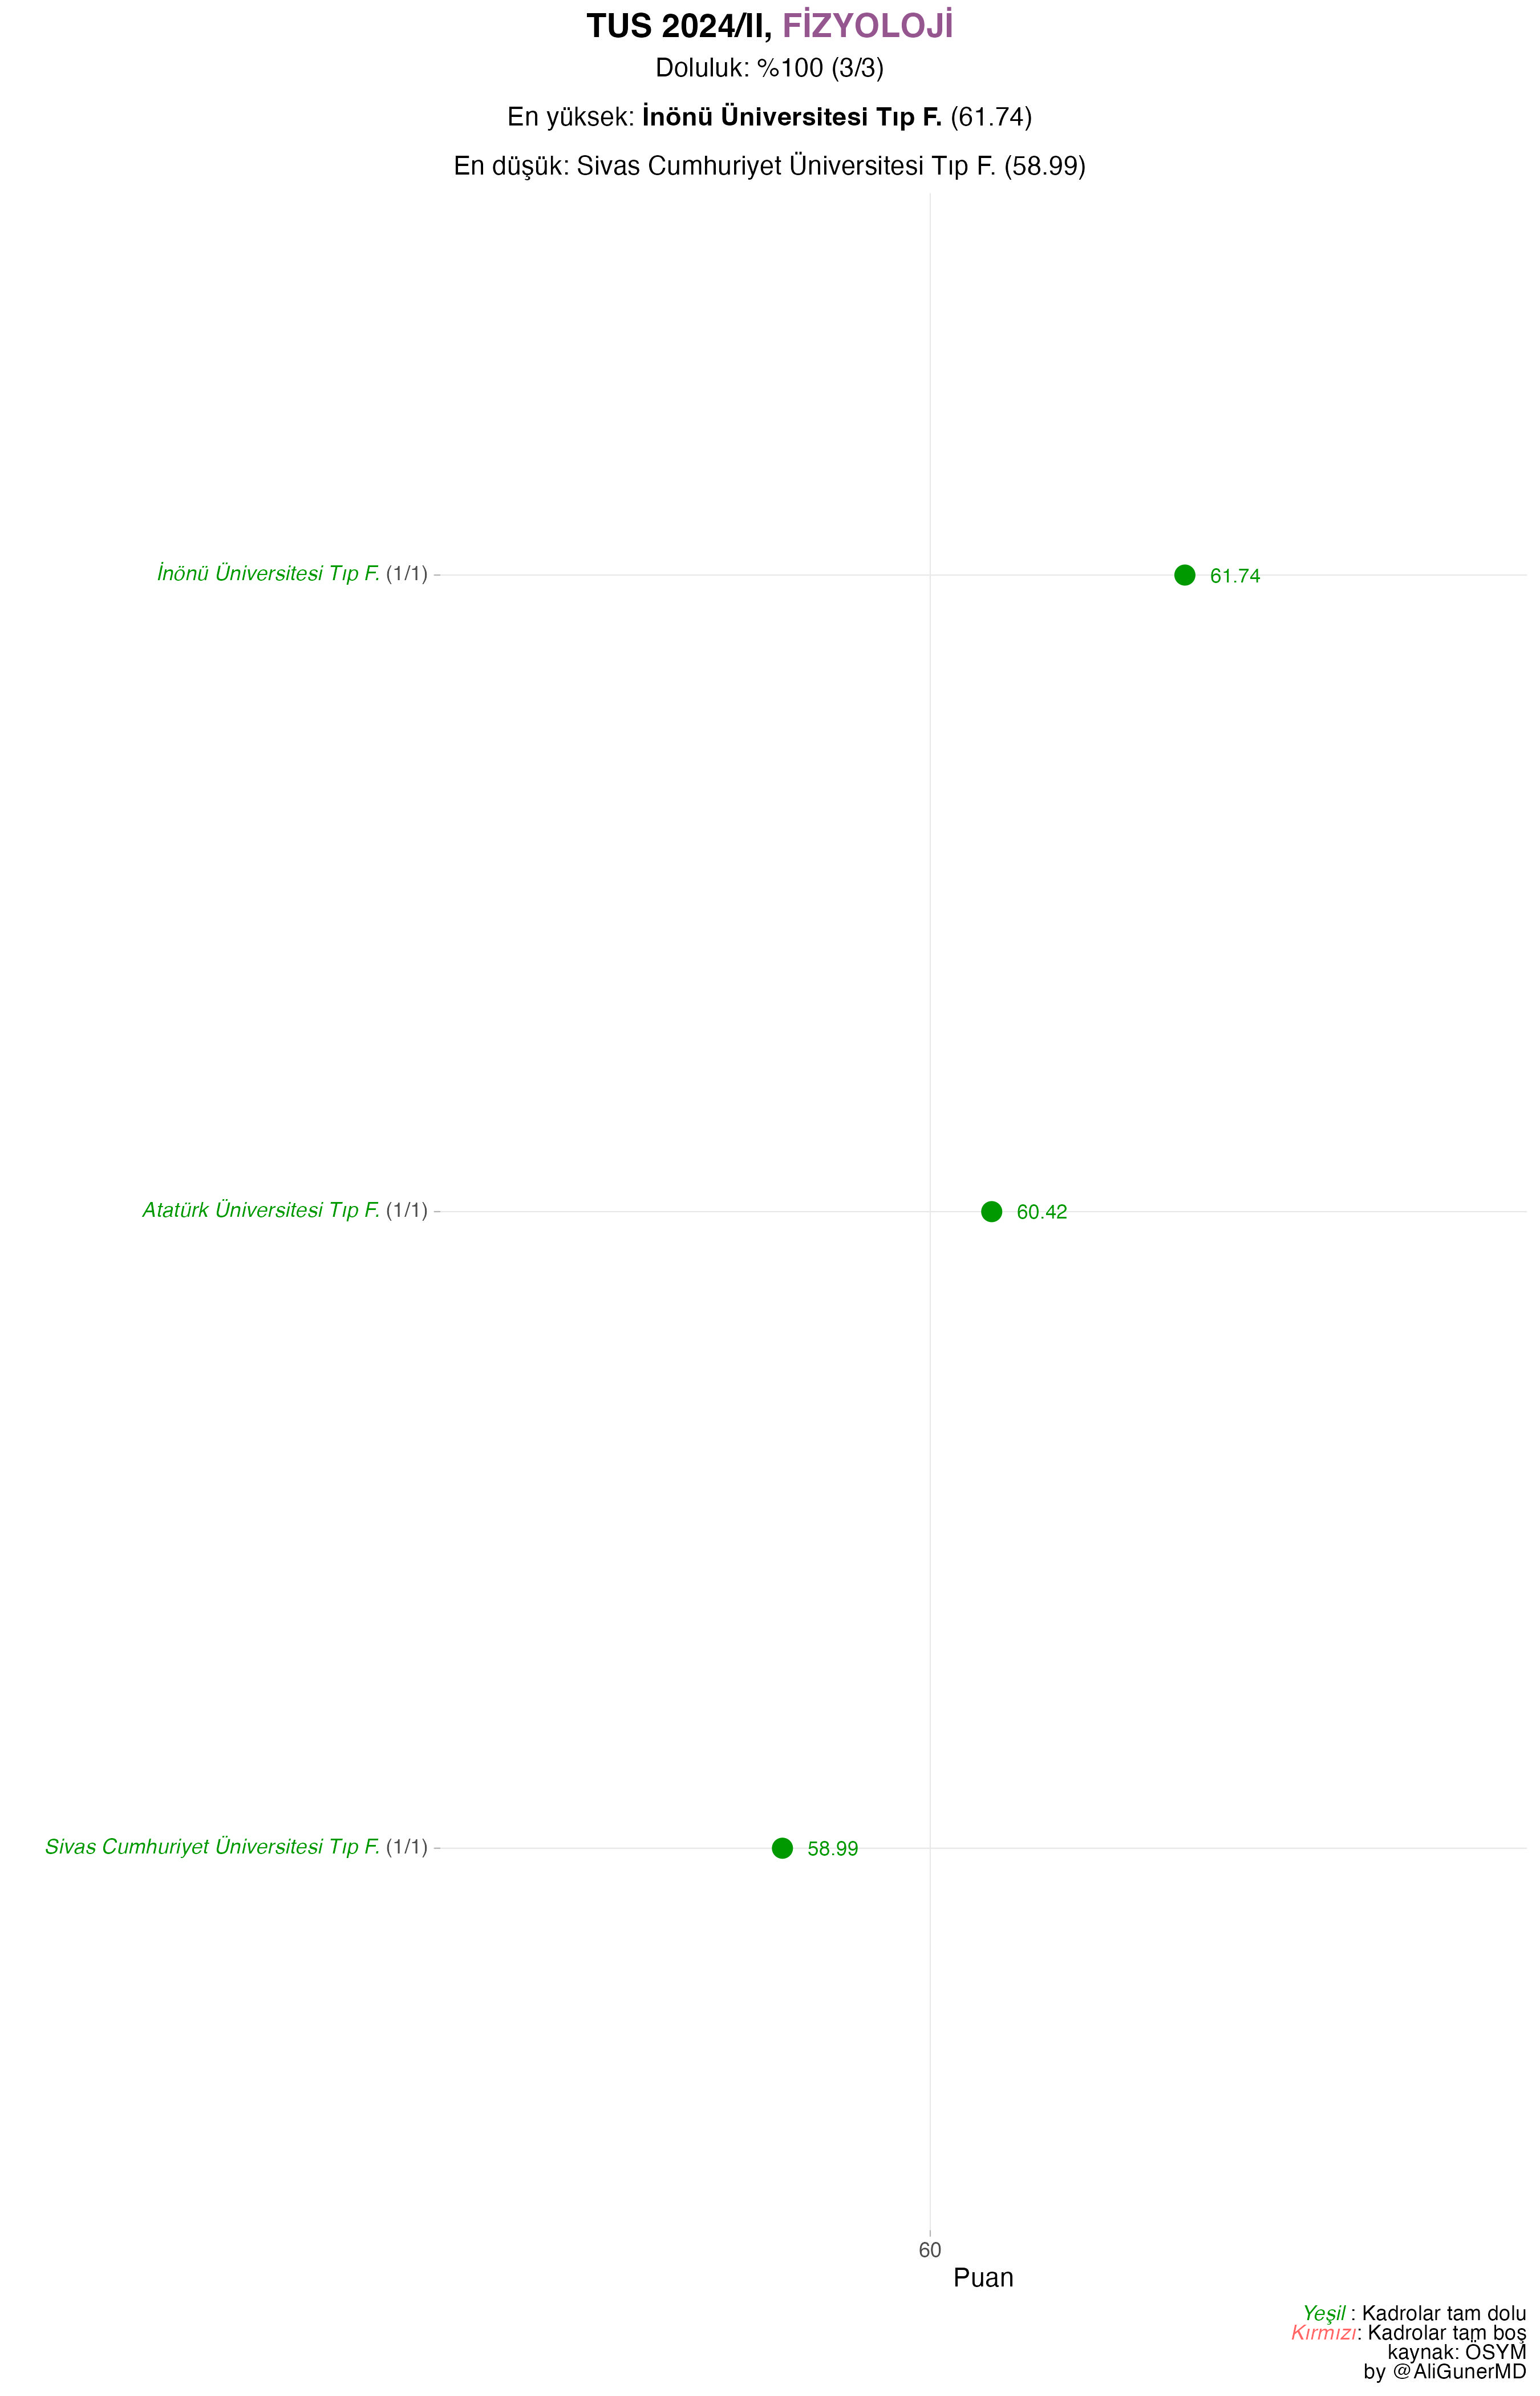 TUS 2024/II, FİZYOLOJİ
Doluluk: %100 (3/3)
En yüksek: İnönü Üniversitesi Tıp F. (61.74)
En düşük: Sivas Cumhuriyet Üniversitesi Tıp F. (58.99)
İnönü Üniversitesi Tıp F. (1/1)
61.74
Atatürk Üniversitesi Tıp F. (1/1)
60.42
Sivas Cumhuriyet Üniversitesi Tıp F. (1/1)
58.99
60
Puan
Yeşil : Kadrolar tam dolu
Kırmızı: Kadrolar tam boş
kaynak: ÖSYM
by @AliGunerMD